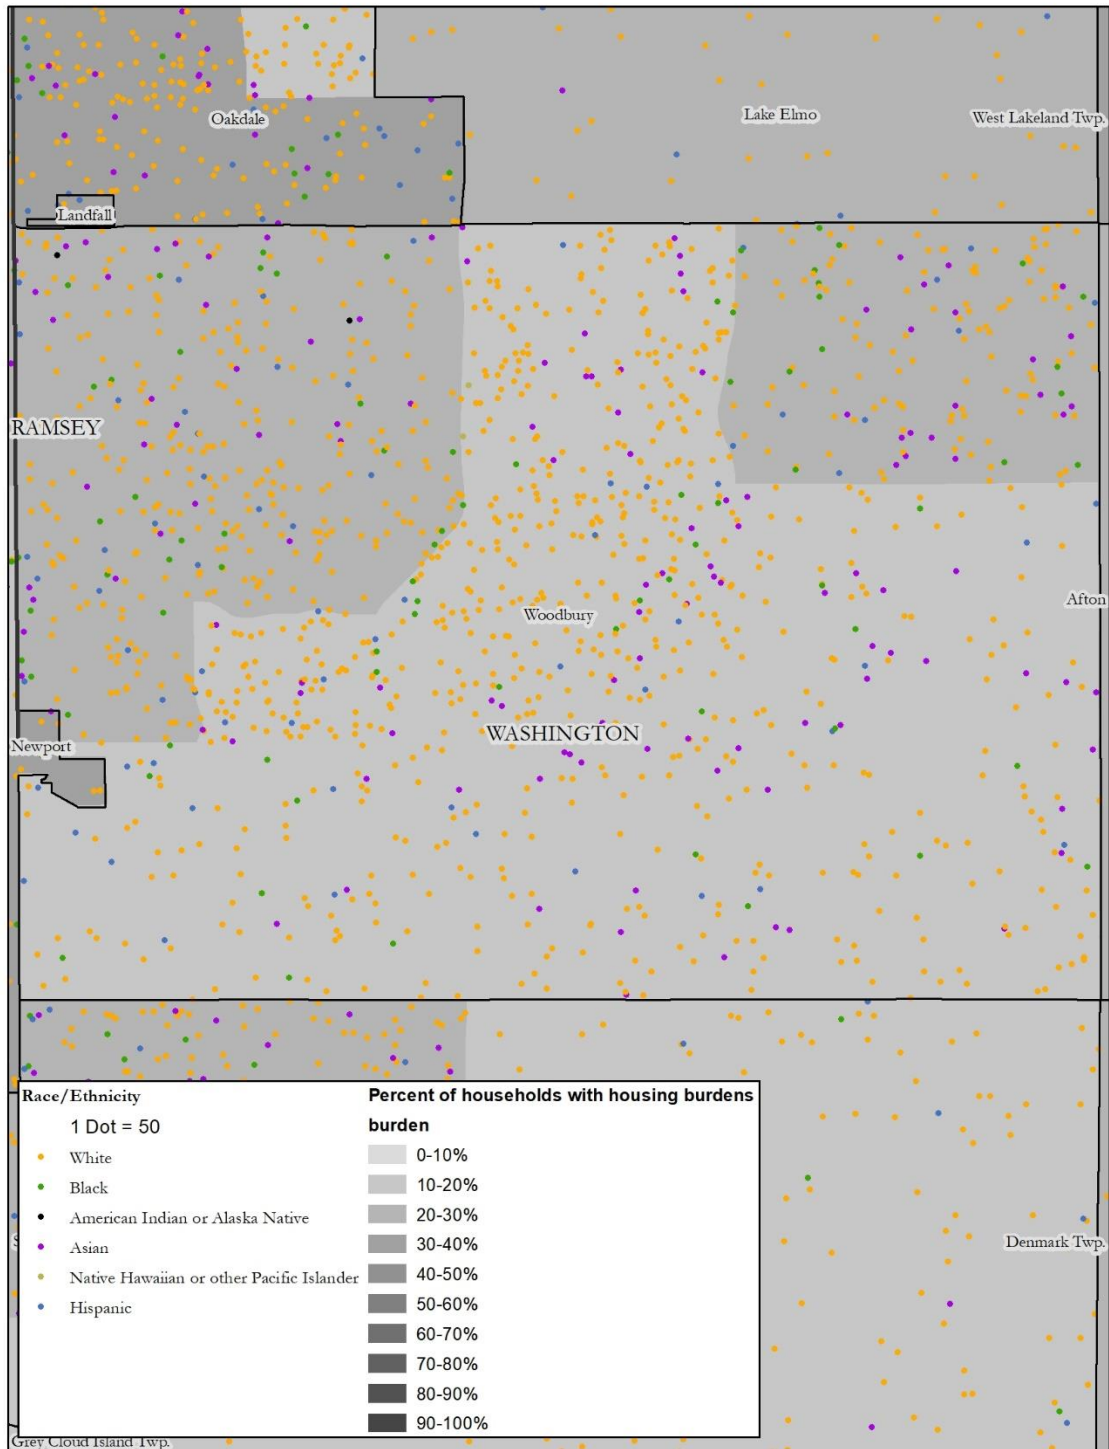 Oakdale
Lake Elmo
West Lakeland Twp.
Landfall
RAMSEY
Afton
Woodbury
WASHINGTON
Newport
Race/Ethnicity
1 Dot = 50
White
Black
American Indian or Alaska Native
Asian
Native Hawaiian or other Pacific Islander
Hispanic
Percent of households with housing burdens
burden
0-10%
10-20%
20-30%
30-40%
40-50%
50-60%
60-70%
70-80%
80-90%
90-100%
Denmark Twp.
Grey Cloud Island Twp.